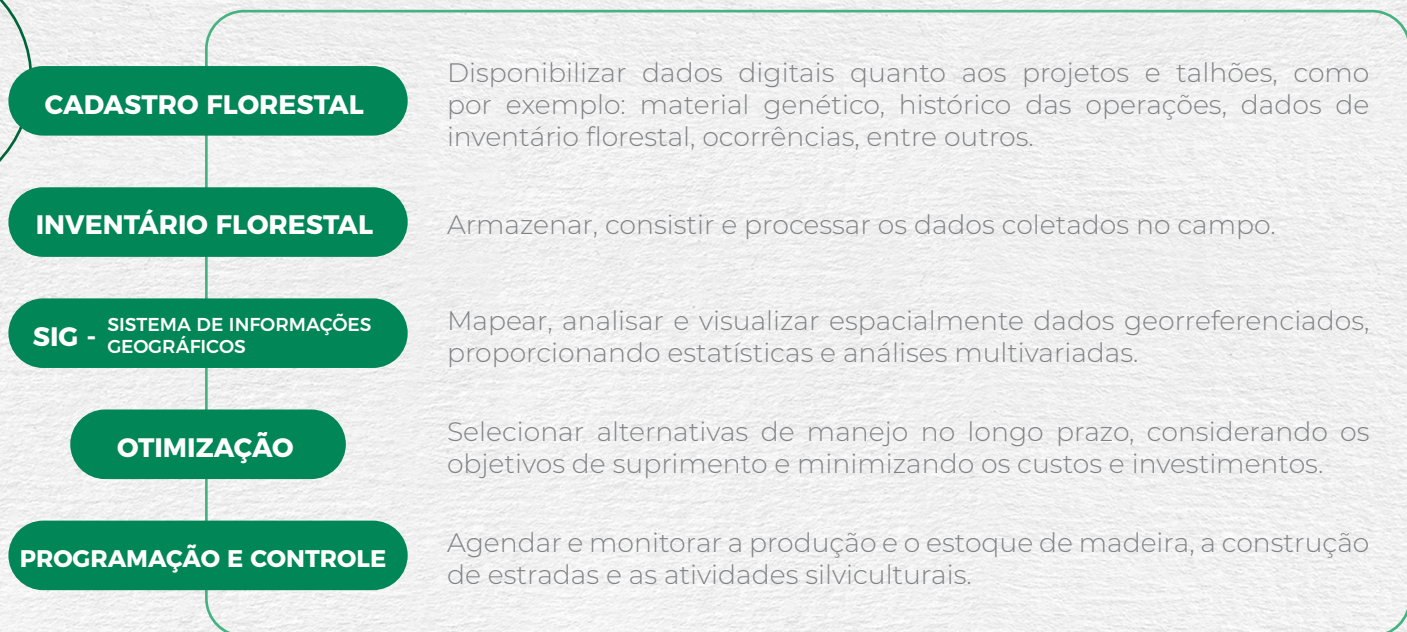 CADASTRO FLORESTAL
Disponibilizar dados digitais quanto aos projetos e talhões, como
por exemplo: material genético, histórico das operações, dados de
inventário florestal, ocorrências, entre outros.
INVENTÁRIO FLORESTAL
Armazenar, consistir e processar os dados coletados no campo.
SIG - SISTEMA DE INFORMAÇÕES
GEOGRÁFICOS
Mapear, analisar e visualizar espacialmente dados georreferenciados,
proporcionando estatísticas e análises multivariadas.
OTIMIZAÇÃO
Selecionar alternativas de manejo no longo prazo, considerando os
objetivos de suprimento e minimizando os custos e investimentos.
PROGRAMAÇÃO E CONTROLE
Agendar e monitorar a produção e o estoque de madeira, a construção
de estradas e as atividades silviculturais.